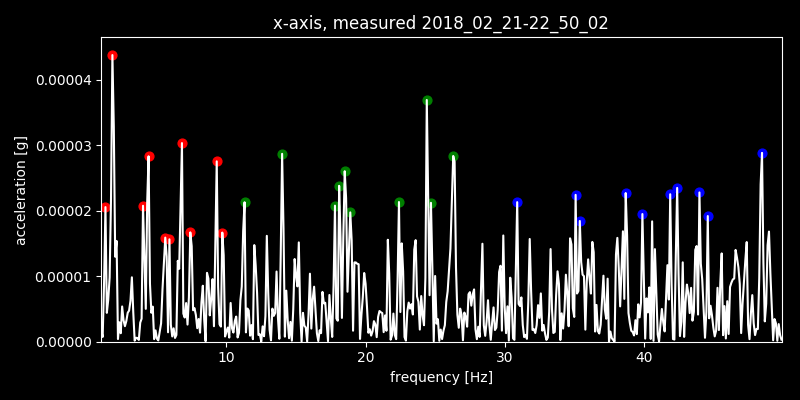 x-axis, measured 2018_02_21-22_50_02
0.00004
0.00003
0.00002
0.00001
0.00000
acceleration [g]
10 20 30 40
frequency [Hz]